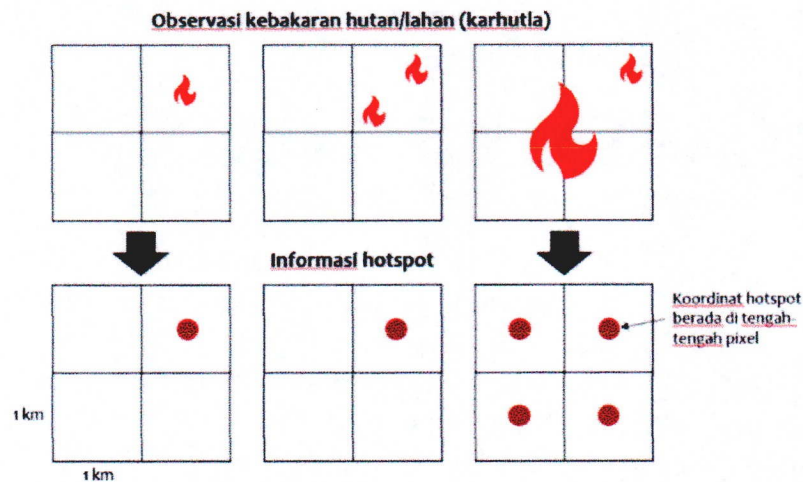 Observasi kebakaran hutan/lahan (karhutla)
Informasi hotspot
Koordinat hotspot
berada di tengah-
tengah pixel
1 km
1 km